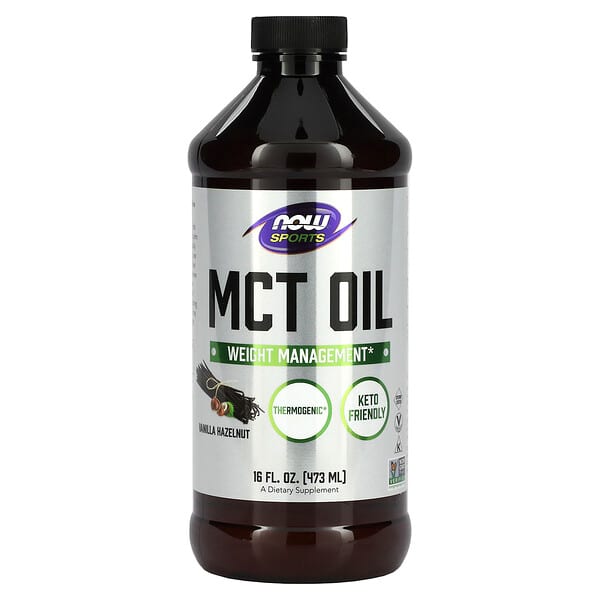 NOW
SPORTS
MCT OIL
WEIGHT MANAGEMENT*
THERMOGENIC*
KETO
FRIENDLY
VANILLA HAZELNUT
16 FL. OZ. (473 ML)
A Dietary Supplement